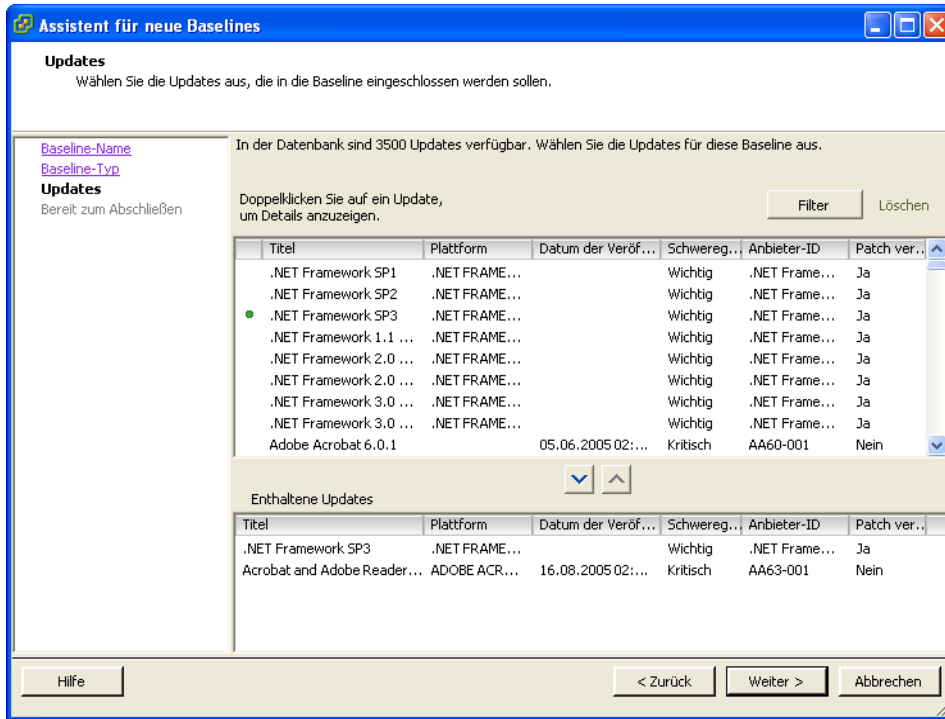 Assistent für neue Baselines
Updates
Wählen Sie die Updates aus, die in die Baseline eingeschlossen werden sollen.
Baseline-Name
Baseline-Typ
Updates
Bereit zum Abschließen
In der Datenbank sind 3500 Updates verfügbar. Wählen Sie die Updates für diese Baseline aus.
Doppelklicken Sie auf ein Update,
um Details anzuzeigen.
Filter Löschen
Titel Plattform Datum der Veröf... Schwereg... Anbieter-ID Patch ver...
.NET Framework SP1 .NET FRAME... Wichtig .NET Frame... Ja
.NET Framework SP2 .NET FRAME... Wichtig .NET Frame... Ja
.NET Framework SP3 .NET FRAME... Wichtig .NET Frame... Ja
.NET Framework 1.1 ... .NET FRAME... Wichtig .NET Frame... Ja
.NET Framework 2.0 ... .NET FRAME... Wichtig .NET Frame... Ja
.NET Framework 2.0 ... .NET FRAME... Wichtig .NET Frame... Ja
.NET Framework 3.0 ... .NET FRAME... Wichtig .NET Frame... Ja
.NET Framework 3.0 ... .NET FRAME... Wichtig .NET Frame... Ja
Adobe Acrobat 6.0.1 05.06.2005 02:... Kritisch AA60-001 Nein
Enthaltene Updates
Titel Plattform Datum der Veröf... Schwereg... Anbieter-ID Patch ver...
.NET Framework SP3 .NET FRAME... Wichtig .NET Frame... Ja
Acrobat and Adobe Reader... ADOBE ACR... 16.08.2005 02:... Kritisch AA63-001 Nein
Hilfe < Zurück Weiter > Abbrechen